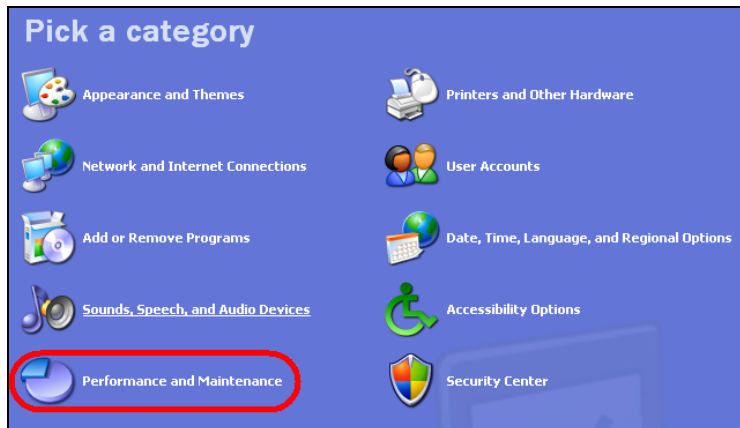 Pick a category
Appearance and Themes
Printers and Other Hardware
Network and Internet Connections
User Accounts
Add or Remove Programs
Date, Time, Language, and Regional Options
Sounds, Speech, and Audio Devices
Accessibility Options
Performance and Maintenance
Security Center